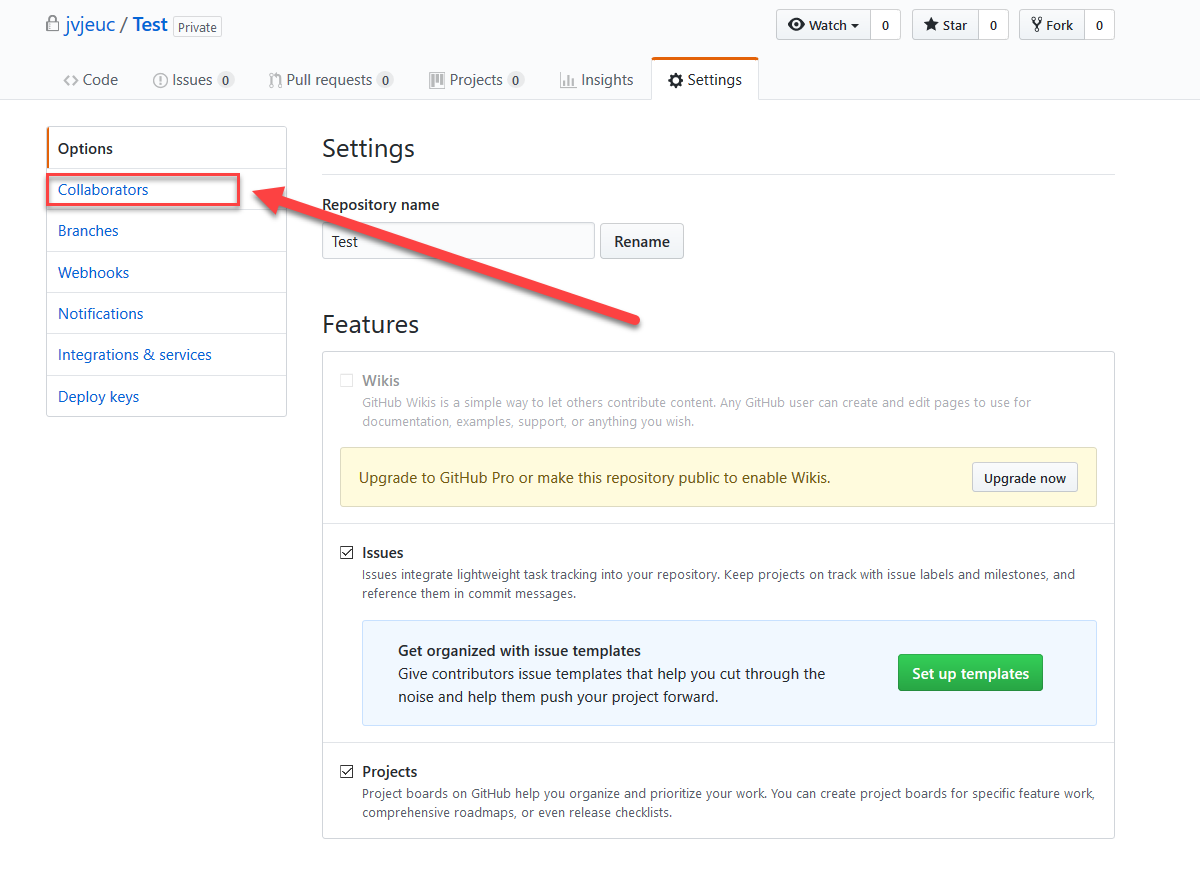 jvjeuc / Test Private
Watch 0 Star 0 Fork 0
Code Issues 0 Pull requests 0 Projects 0 Insights Settings
Options
Collaborators
Branches
Webhooks
Notifications
Integrations & services
Deploy keys
Settings
Repository name
Test Rename
Features
Wikis
GitHub Wikis is a simple way to let others contribute content. Any GitHub user can create and edit pages to use for
documentation, examples, support, or anything you wish.
Upgrade to GitHub Pro or make this repository public to enable Wikis. Upgrade now
Issues
Issues integrate lightweight task tracking into your repository. Keep projects on track with issue labels and milestones, and
reference them in commit messages.
Get organized with issue templates
Give contributors issue templates that help you cut through the
noise and help them push your project forward.
Set up templates
Projects
Project boards on GitHub help you organize and prioritize your work. You can create project boards for specific feature work,
comprehensive roadmaps, or even release checklists.